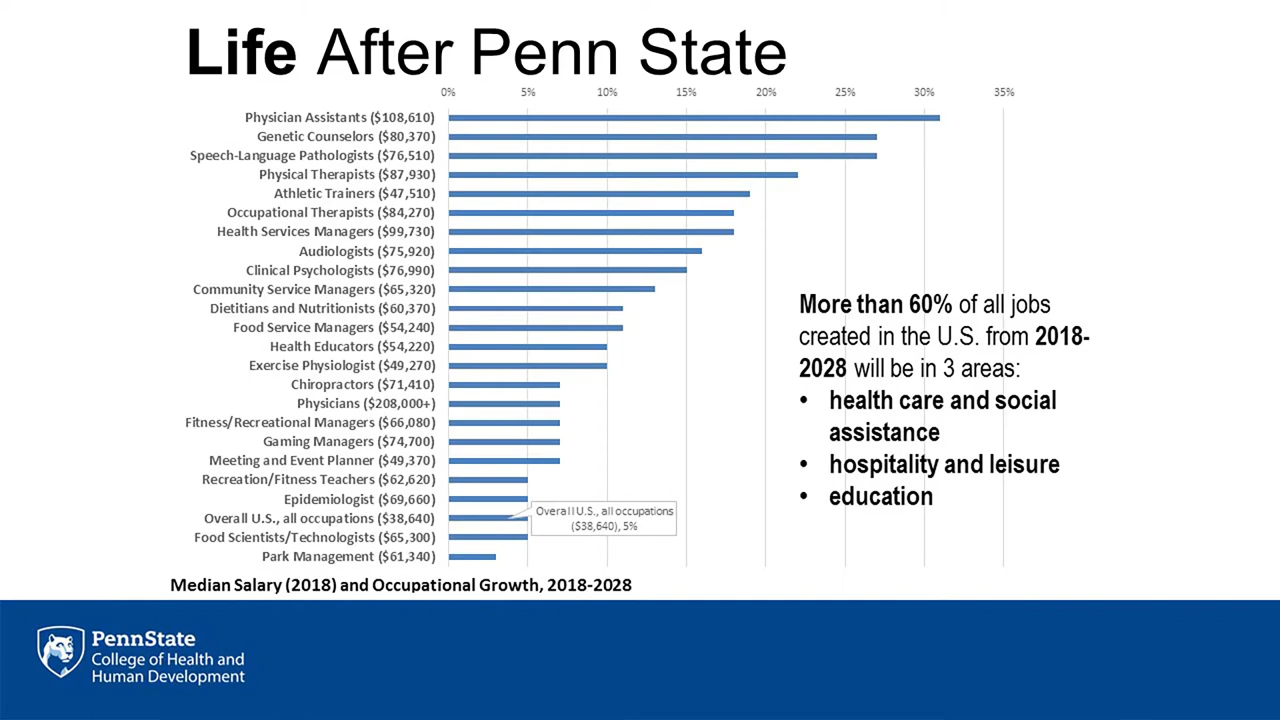 Life After Penn State
0% 5% 10% 15% 20% 25% 30% 35%
Physician Assistants ($108,610)
Genetic Counselors ($80,370)
Speech-Language Pathologists ($76,510)
Physical Therapists ($87,930)
Athletic Trainers ($47,510)
Occupational Therapists ($84,270)
Health Services Managers ($99,730)
Audiologists ($75,920)
Clinical Psychologists ($76,990)
Community Service Managers ($65,320)
Dietitians and Nutritionists ($60,370)
Food Service Managers ($54,240)
Health Educators ($54,220)
Exercise Physiologist ($49,270)
Chiropractors ($71,410)
Physicians ($208,000+)
Fitness/Recreational Managers ($66,080)
Gaming Managers ($74,700)
Meeting and Event Planner ($49,370)
Recreation/Fitness Teachers ($62,620)
Epidemiologist ($69,660)
Overall U.S., all occupations ($38,640)
Food Scientists/Technologists ($65,300)
Park Management ($61,340)
Overall U.S., all occupations
($38,640), 5%
More than 60% of all jobs
created in the U.S. from 2018-
2028 will be in 3 areas:
• health care and social
assistance
• hospitality and leisure
• education
Median Salary (2018) and Occupational Growth, 2018-2028
PennState
College of Health and
Human Development